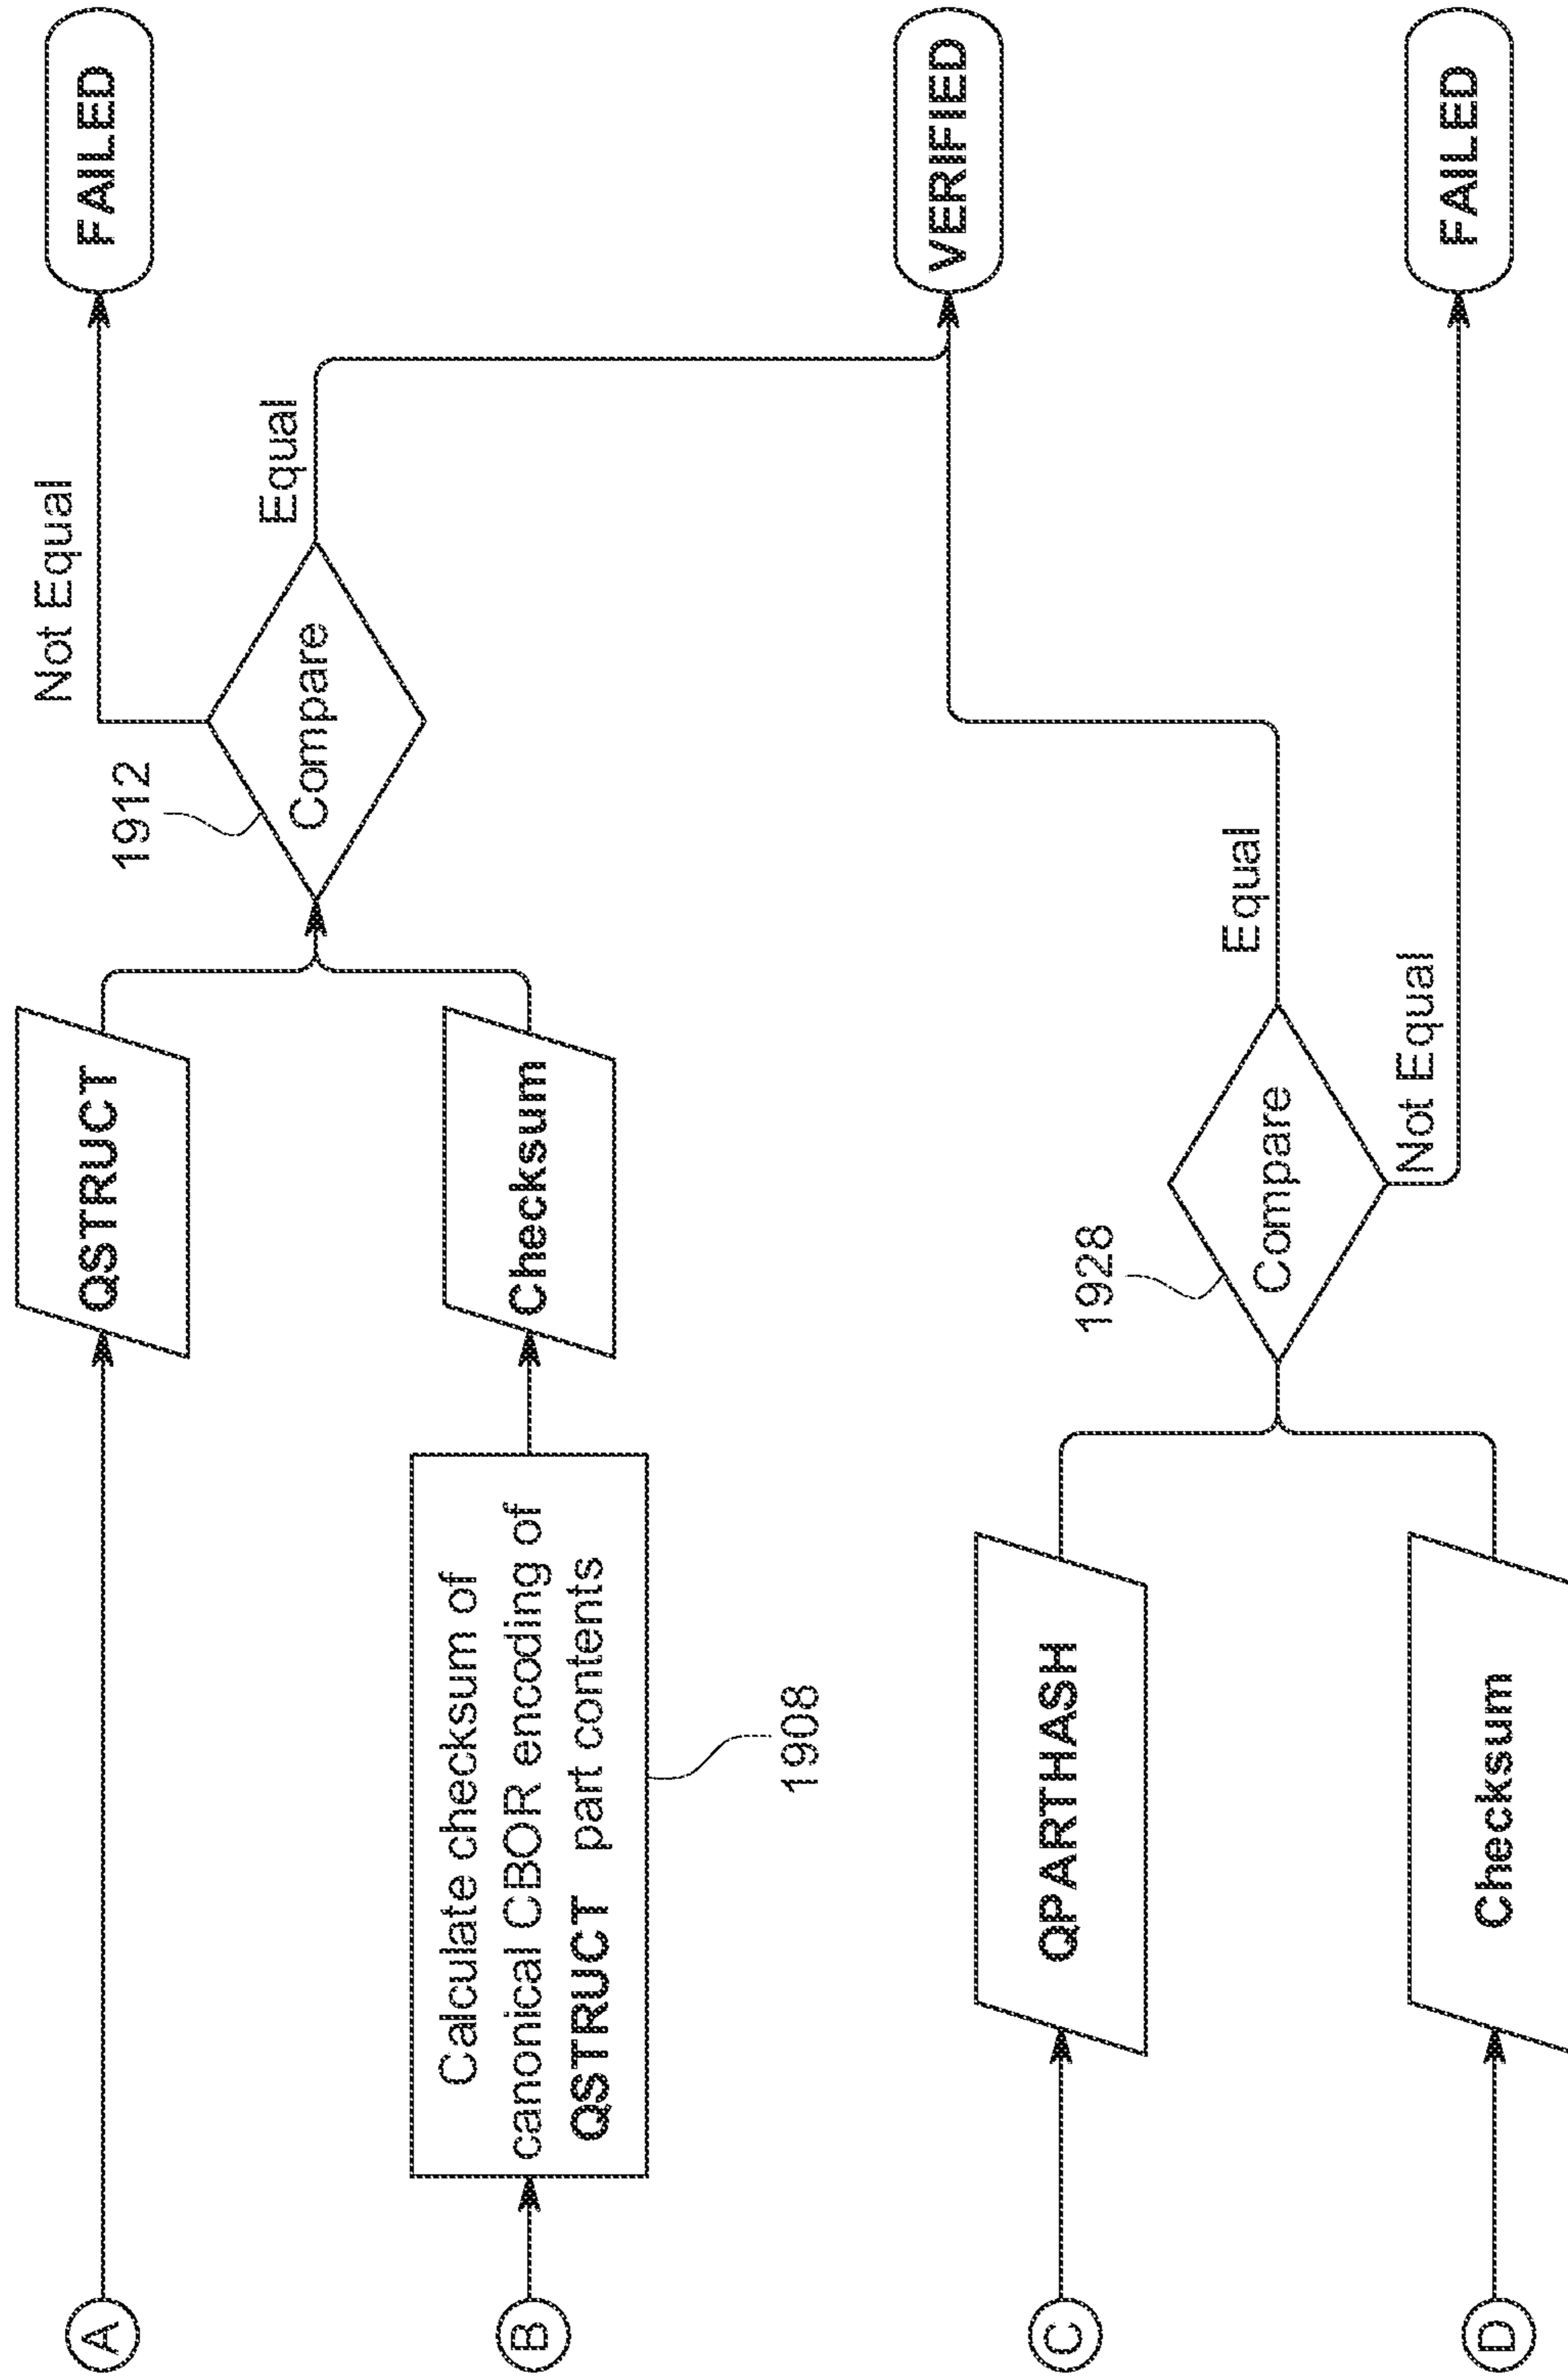 A
QSTRUCT
1912
Compare
Not Equal
FAILED
B
Calculate checksum of
canonical CBOR encoding of
QSTRUCT part contents
1908
Checksum
Equal
VERIFIED
C
QPARTHASH
1928
Compare
Equal
Not Equal
FAILED
D
Checksum